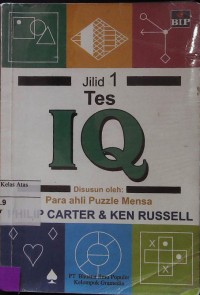 BIP
Jilid 1
Tes
IQ
Kelas Atas
Disusun oleh:
Para ahli Puzzle Mensa
PHILIP CARTER & KEN RUSSELL
PT Bhuana Ilmu Populer
Kelompok Gramedia